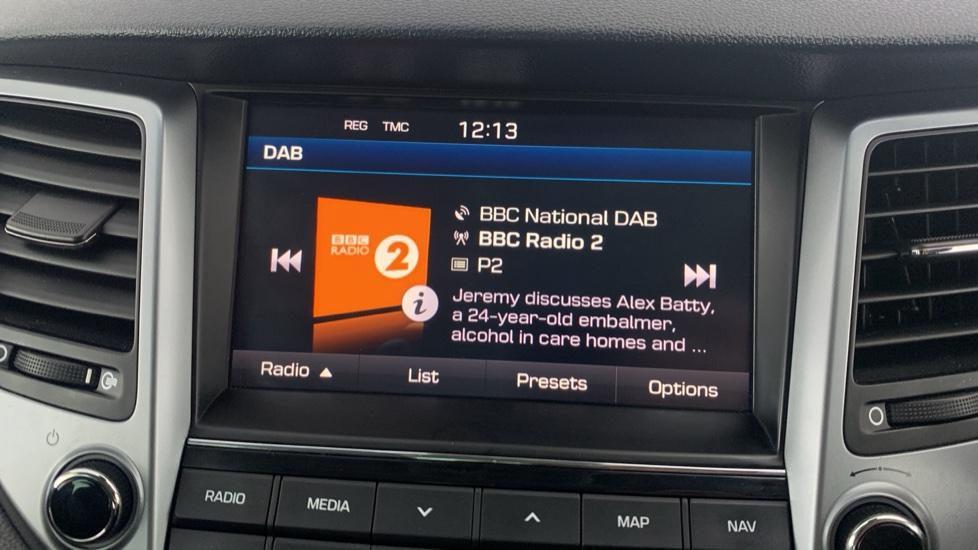 REG TMC 12:13
DAB
BBC National DAB
BBC RADIO 2
BBC Radio 2
P2
Jeremy discusses Alex Batty,
a 24-year-old embalmer,
alcohol in care homes and ...
Radio ▲ List Presets Options
RADIO MEDIA MAP NAV